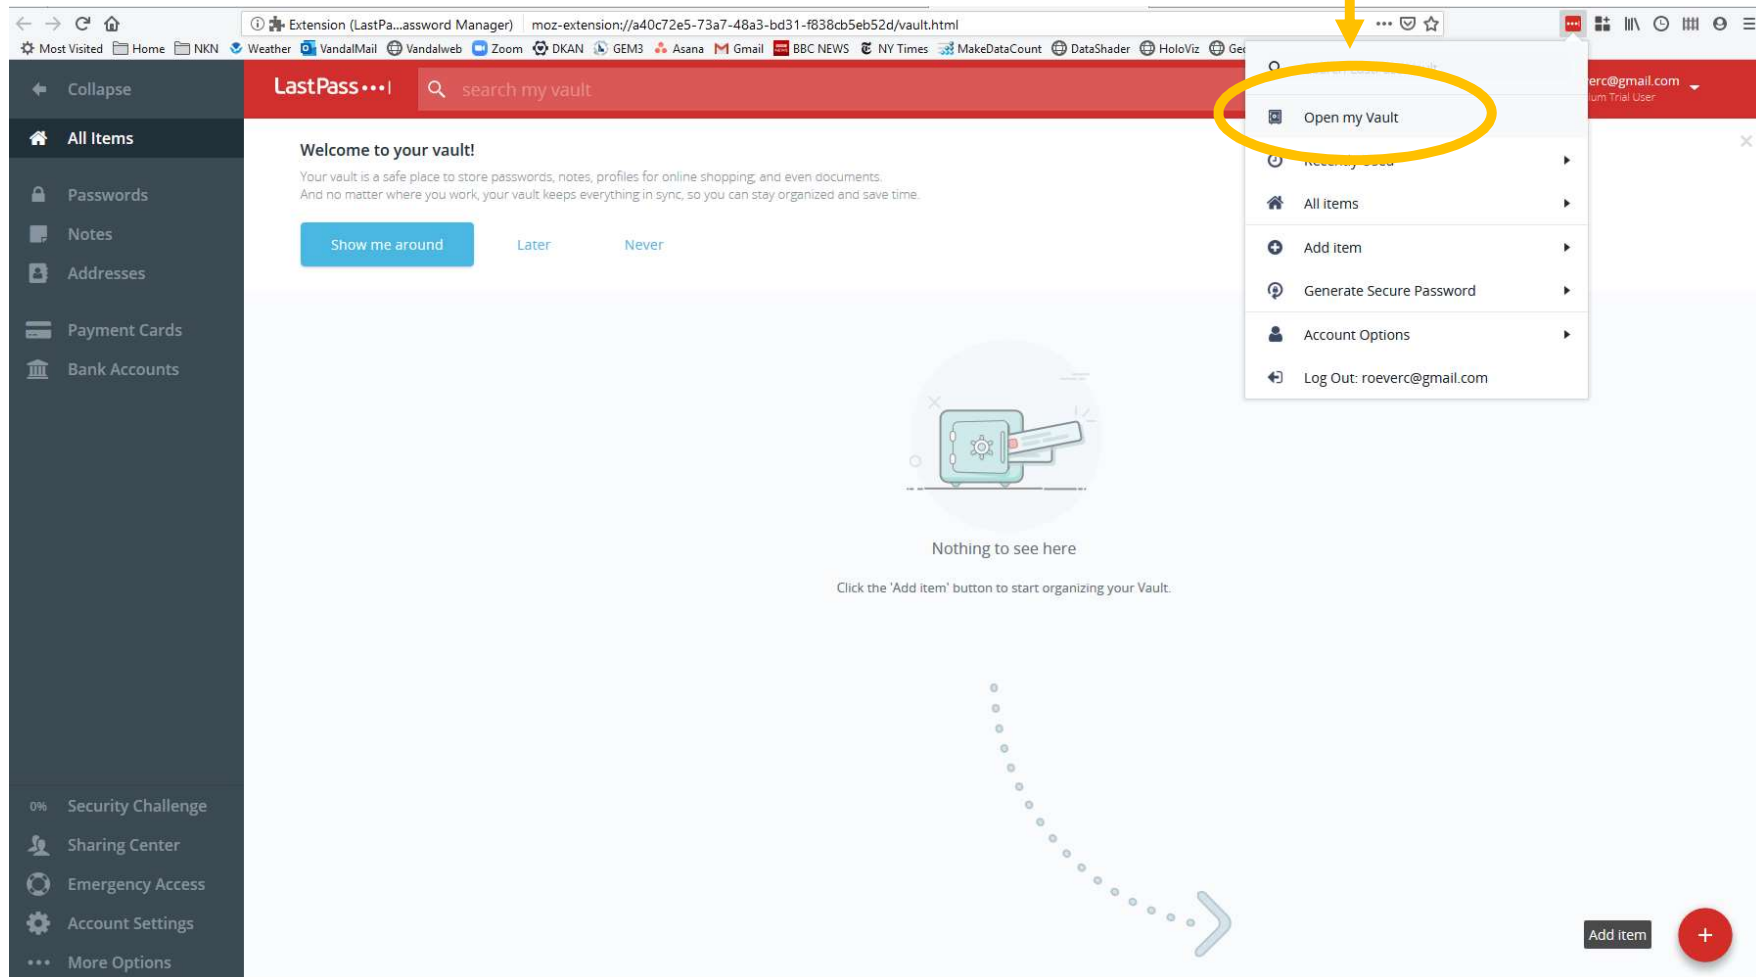 Extension (LastPa...assword Manager) moz-extension://a40c72e5-73a7-48a3-bd31-f838cb5eb52d/vault.html
Most Visited Home NKN Weather VandalMail Vandalweb Zoom DKAN GEM3 Asana Gmail BBC NEWS NY Times MakeDataCount DataShader HoloViz
Collapse
LastPass
search my vault
erc@gmail.com
ium Trial User
All Items
Passwords
Notes
Addresses
Payment Cards
Bank Accounts
0% Security Challenge
Sharing Center
Emergency Access
Account Settings
More Options
Welcome to your vault!
Your vault is a safe place to store passwords, notes, profiles for online shopping, and even documents.
And no matter where you work, your vault keeps everything in sync, so you can stay organized and save time.
Show me around Later Never
Open my Vault
Recently Used
All items
Add item
Generate Secure Password
Account Options
Log Out: roeverc@gmail.com
Nothing to see here
Click the 'Add item' button to start organizing your Vault.
Add item
+